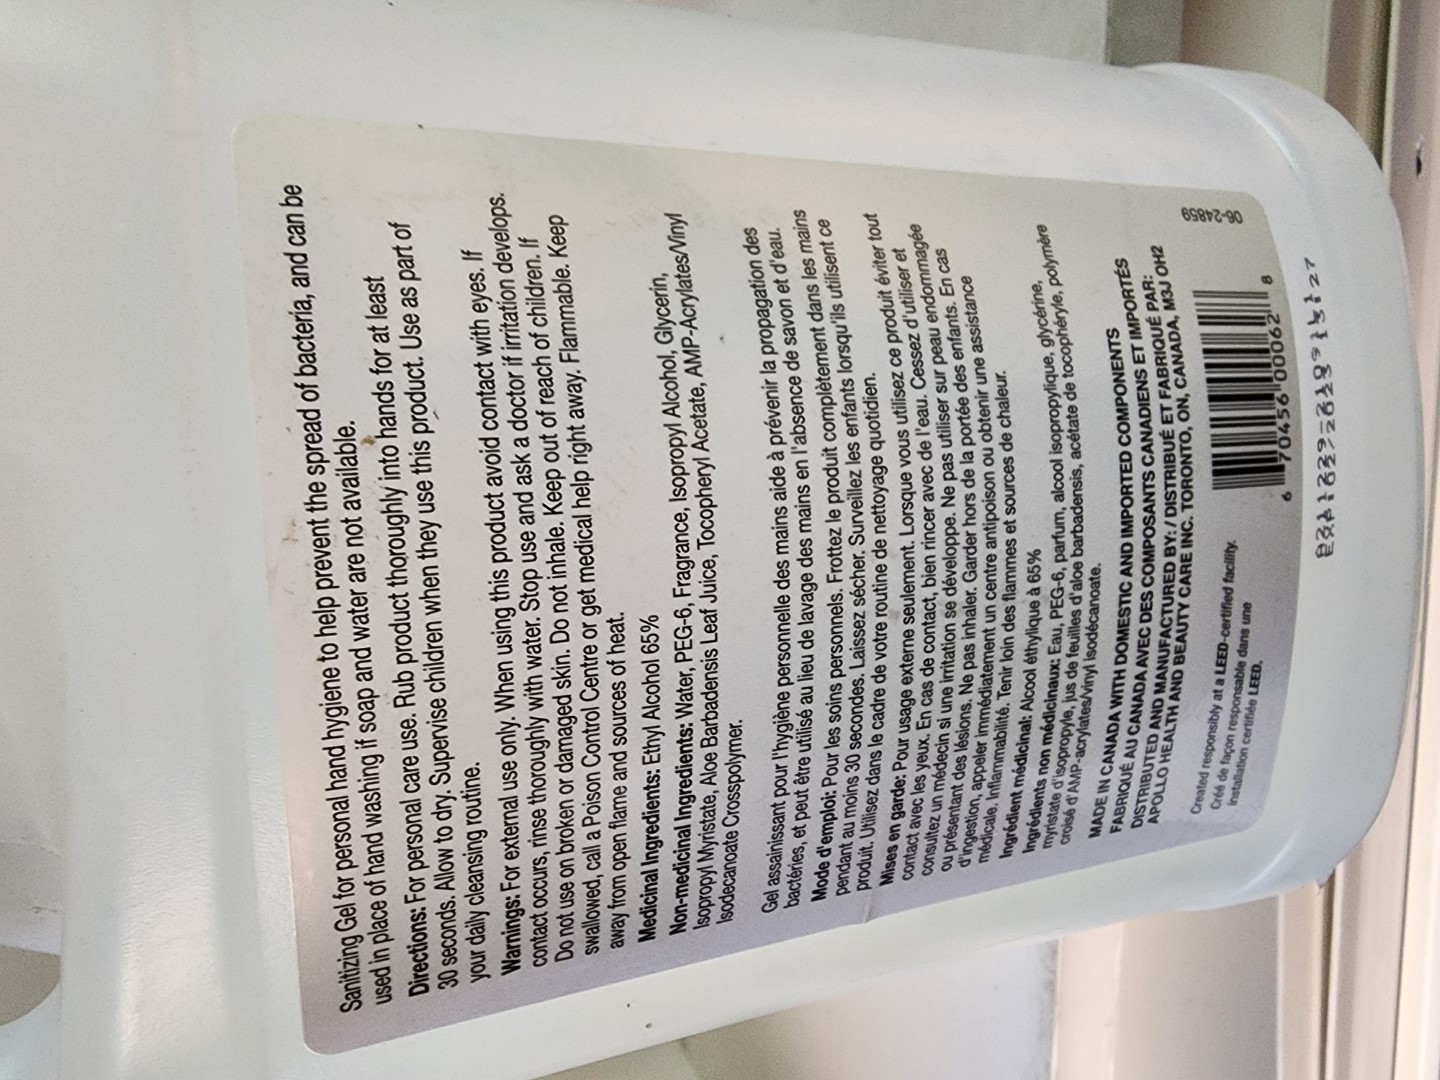 Sanitizing Gel for personal hand hygiene to help prevent the spread of bacteria, and can be
used in place of hand washing if soap and water are not available.
Directions: For personal care use. Rub product thoroughly into hands for at least
30 seconds. Allow to dry. Supervise children when they use this product. Use as part of
your daily cleansing routine.
Warnings: For external use only. When using this product avoid contact with eyes. If
contact occurs, rinse thoroughly with water. Stop use and ask a doctor if irritation develops.
Do not use on broken or damaged skin. Do not inhale. Keep out of reach of children. If
swallowed, call a Poison Control Centre or get medical help right away. Flammable. Keep
away from open flame and sources of heat.
Medicinal Ingredients: Ethyl Alcohol 65%
Non-medicinal Ingredients: Water, PEG-6, Fragrance, Isopropyl Alcohol, Glycerin,
Isopropyl Myristate, Aloe Barbadensis Leaf Juice, Tocopheryl Acetate, AMP-Acrylates/Vinyl
Isodecanoate Crosspolymer.
Gel assainissant pour l'hygiène personnelle des mains aide à prévenir la propagation des
bactéries, et peut être utilisé au lieu de lavage des mains en l'absence de savon et d'eau.
Mode d'emploi: Pour les soins personnels. Frottez le produit complètement dans les mains
pendant au moins 30 secondes. Laissez sécher. Surveillez les enfants lorsqu'ils utilisent ce
produit. Utilisez dans le cadre de votre routine de nettoyage quotidien.
Mises en garde: Pour usage externe seulement. Lorsque vous utilisez ce produit éviter tout
contact avec les yeux. En cas de contact, bien rincer avec de l'eau. Cessez d'utiliser et
consultez un médecin si une irritation se développe. Ne pas utiliser sur peau endommagée
ou présentant des lésions. Ne pas inhaler. Garder hors de la portée des enfants. En cas
d'ingestion, appeler immédiatement un centre antipoison ou obtenir une assistance
médicale. Inflammabilité. Tenir loin des flammes et sources de chaleur.
Ingrédient médicinal: Alcool éthylique à 65%
Ingrédients non médicinaux: Eau, PEG-6, parfum, alcool isopropylique, glycérine,
myristate d'isopropyle, jus de feuilles d'aloe barbadensis, acétate de tocophéryle, polymère
croisé d'AMP-acrylates/vinyl isodécanoate.
MADE IN CANADA WITH DOMESTIC AND IMPORTED COMPONENTS
FABRIQUÉ AU CANADA AVEC DES COMPOSANTS CANADIENS ET IMPORTÉS
DISTRIBUTED AND MANUFACTURED BY: / DISTRIBUÉ ET FABRIQUÉ PAR:
APOLLO HEALTH AND BEAUTY CARE INC. TORONTO, ON, CANADA, M3J OH2
Created responsibly at a LEED-certified facility.
Créé de façon responsable dans une
installation certifiée LEED.
06-24859
6 70456 00062 8